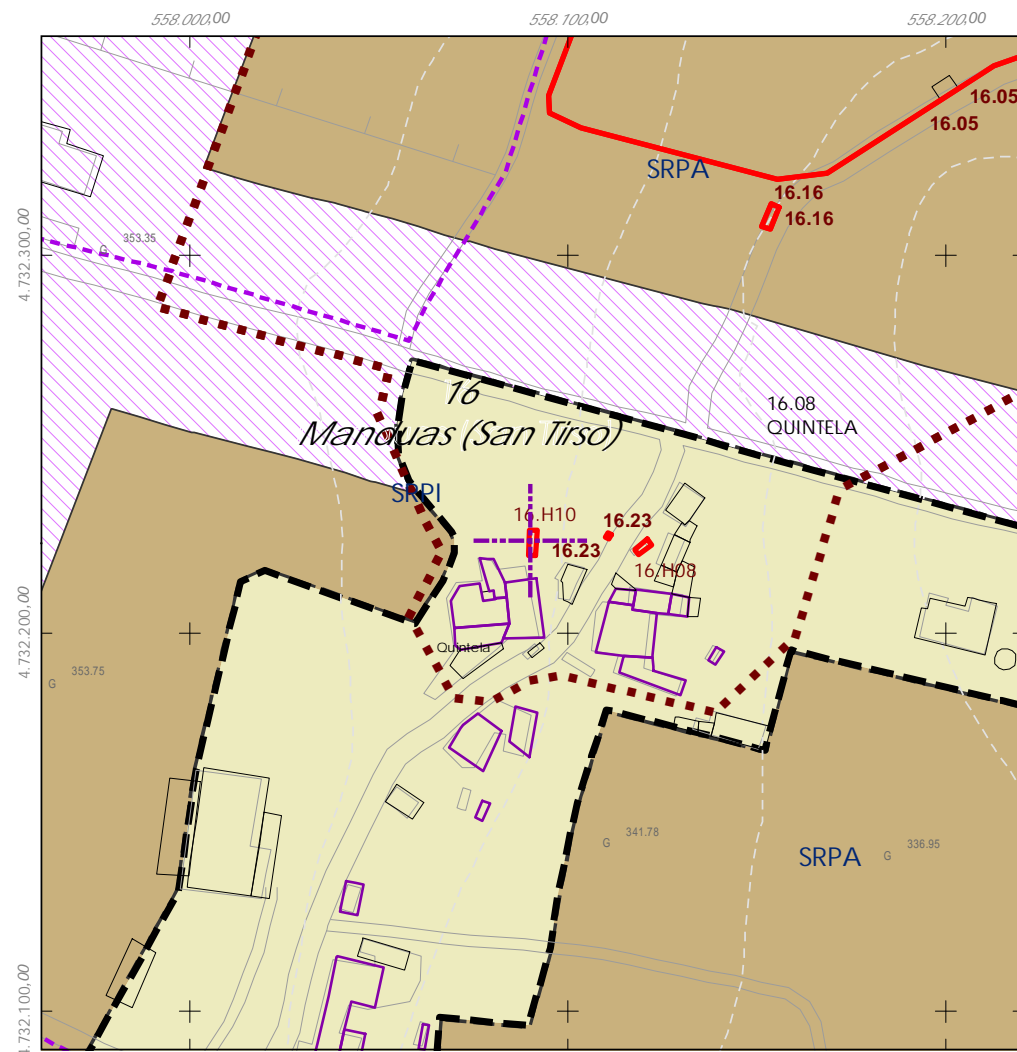 558.000,00
558.100,00
558.200,00
16.05
16.05
SRPA
16.16
16.16
4.732.300,00
G 353.35
16
Manduas (San Tirso)
16.08
QUINTELA
SRPI
16.H10
16.23
16.23
16.H08
4.732.200,00
Quintela
G 353.75
G 341.78
SRPA
G 336.95
4.732.100,00